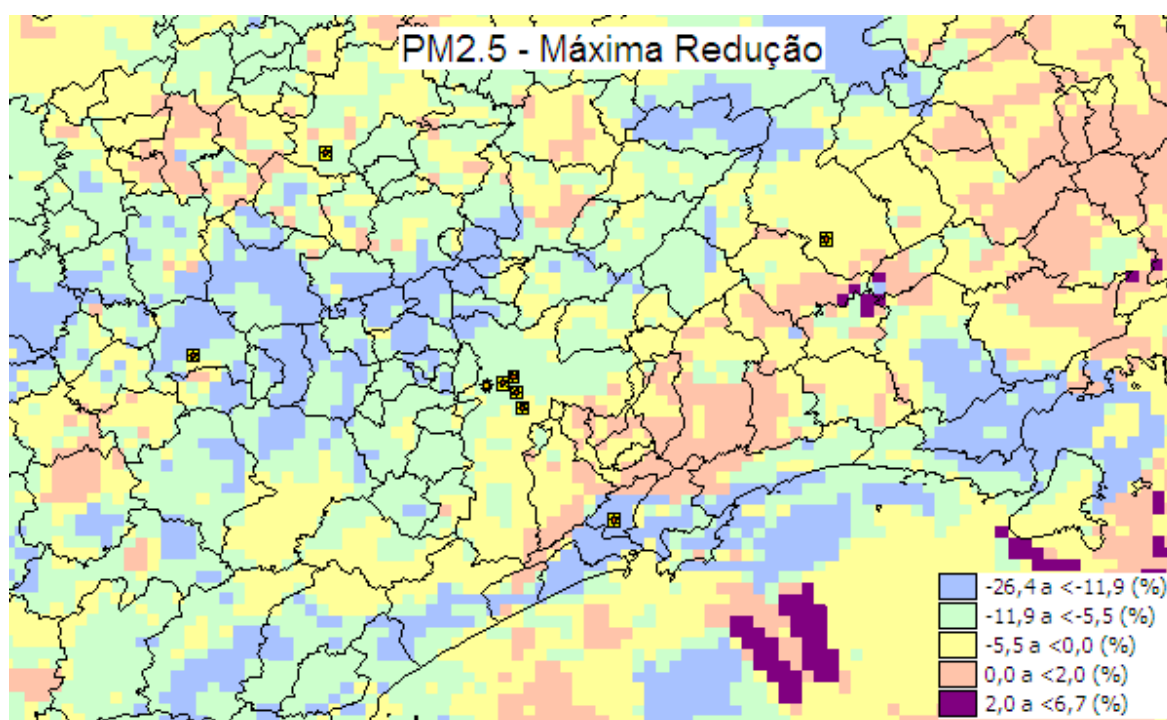 PM2.5 - Máxima Redução
-26,4 a <-11,9 (%)
-11,9 a <-5,5 (%)
-5,5 a <0,0 (%)
0,0 a <2,0 (%)
2,0 a <6,7 (%)